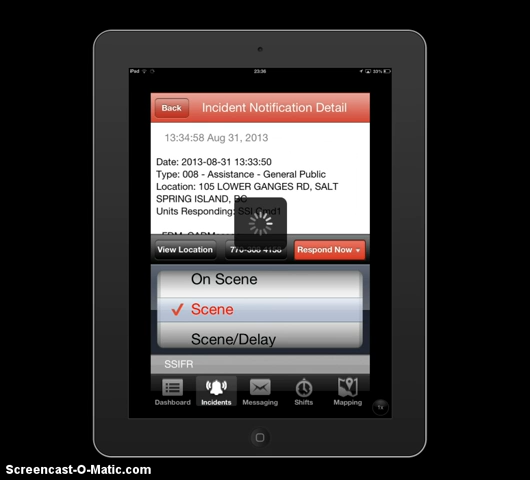 iPad
23:36
33%
Back
Incident Notification Detail
13:34:58 Aug 31, 2013
Date: 2013-08-31 13:33:50
Type: 008 - Assistance - General Public
Location: 105 LOWER GANGES RD, SALT
SPRING ISLAND,
Units Responding:
View Location
Respond Now
On Scene
Scene
Scene/Delay
SSIFR
Dashboard
Incidents
Messaging
Shifts
Mapping
1x
Screencast-O-Matic.com